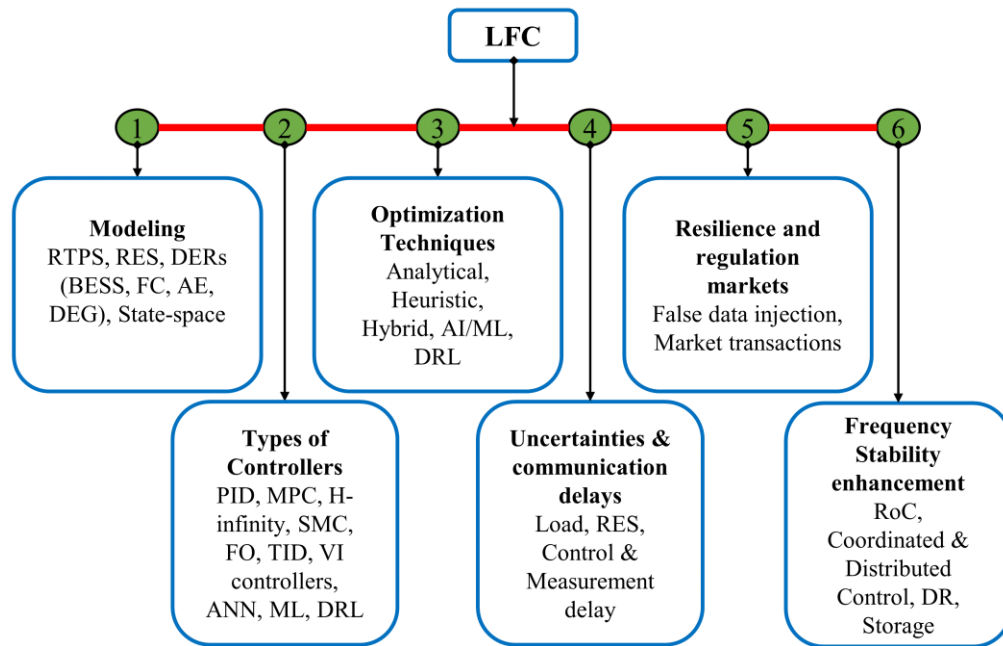 LFC
1
2
3
4
5
6
Modeling
RTPS, RES, DERs
(BESS, FC, AE,
DEG), State-space
Optimization
Techniques
Analytical,
Heuristic,
Hybrid, AI/ML,
DRL
Resilience and
regulation
markets
False data injection,
Market transactions
Types of
Controllers
PID, MPC, H-
infinity, SMC,
FO, TID, VI
controllers,
ANN, ML, DRL
Uncertainties &
communication
delays
Load, RES,
Control &
Measurement
delay
Frequency
Stability
enhancement
RoC,
Coordinated &
Distributed
Control, DR,
Storage